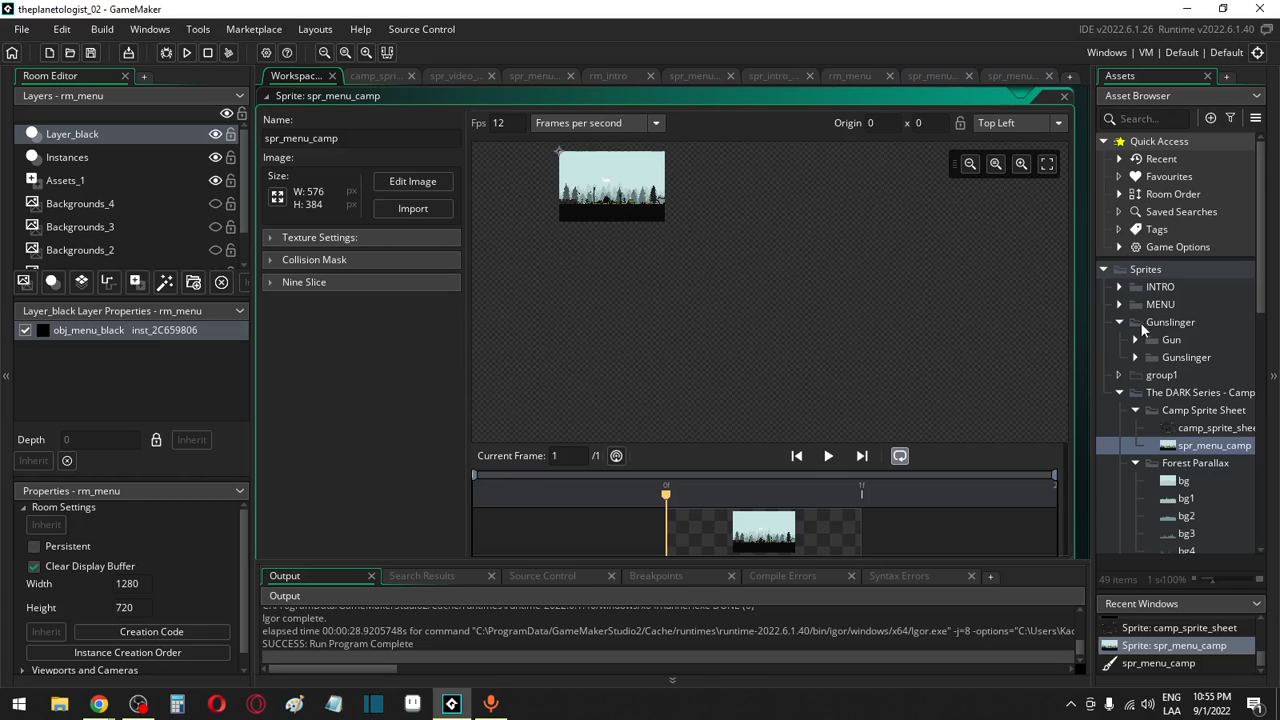 theplanetologist_02 - GameMaker
File Edit Build Windows Tools Marketplace Layouts Help Source Control
IDE v2022.6.1.26 Runtime v2022.6.1.40
Windows | VM | Default | Default
Room Editor
Workspac...
camp_spri...
spr_video_...
spr_menu...
rm_intro
spr_menu...
spr_intro_...
rm_menu
spr_menu...
spr_menu...
Assets
Layers - rm_menu
Sprite: spr_menu_camp
Asset Browser
Name:
Fps 12 Frames per second
Origin 0 x 0 Top Left
Search...
Layer_black
spr_menu_camp
Quick Access
Instances
Image:
Recent
Assets_1
Size:
W: 576 px
H: 384 px
Edit Image
Import
Favourites
Backgrounds_4
Room Order
Backgrounds_3
Saved Searches
Backgrounds_2
Texture Settings:
Tags
Collision Mask
Game Options
Nine Slice
Sprites
INTRO
MENU
Layer_black Layer Properties - rm_menu
Gunslinger
obj_menu_black inst_2C659806
Gun
Gunslinger
group1
The DARK Series - Camp
Camp Sprite Sheet
camp_sprite_shee
spr_menu_camp
Depth 0 Inherit
Inherit
Current Frame: 1 /1
Forest Parallax
0f 1f 2
bg
bg1
bg2
bg3
bg4
Properties - rm_menu
Room Settings
Inherit
Persistent
Clear Display Buffer
Width 1280
Height 720
Inherit Creation Code
Instance Creation Order
Viewports and Cameras
Output
Search Results
Source Control
Breakpoints
Compile Errors
Syntax Errors
49 items 1 s 100%
Output
Recent Windows
Igor complete.
elapsed time 00:00:28.9205748s for command "C:\ProgramData/GameMakerStudio2/Cache/runtimes\runtime-2022.6.1.40/bin/igor/windows/x64/Igor.exe" -j=8 -options="C:\Users\Kac
SUCCESS: Run Program Complete
Sprite: camp_sprite_sheet
Sprite: spr_menu_camp
spr_menu_camp
ENG
LAA
10:55 PM
9/1/2022
1